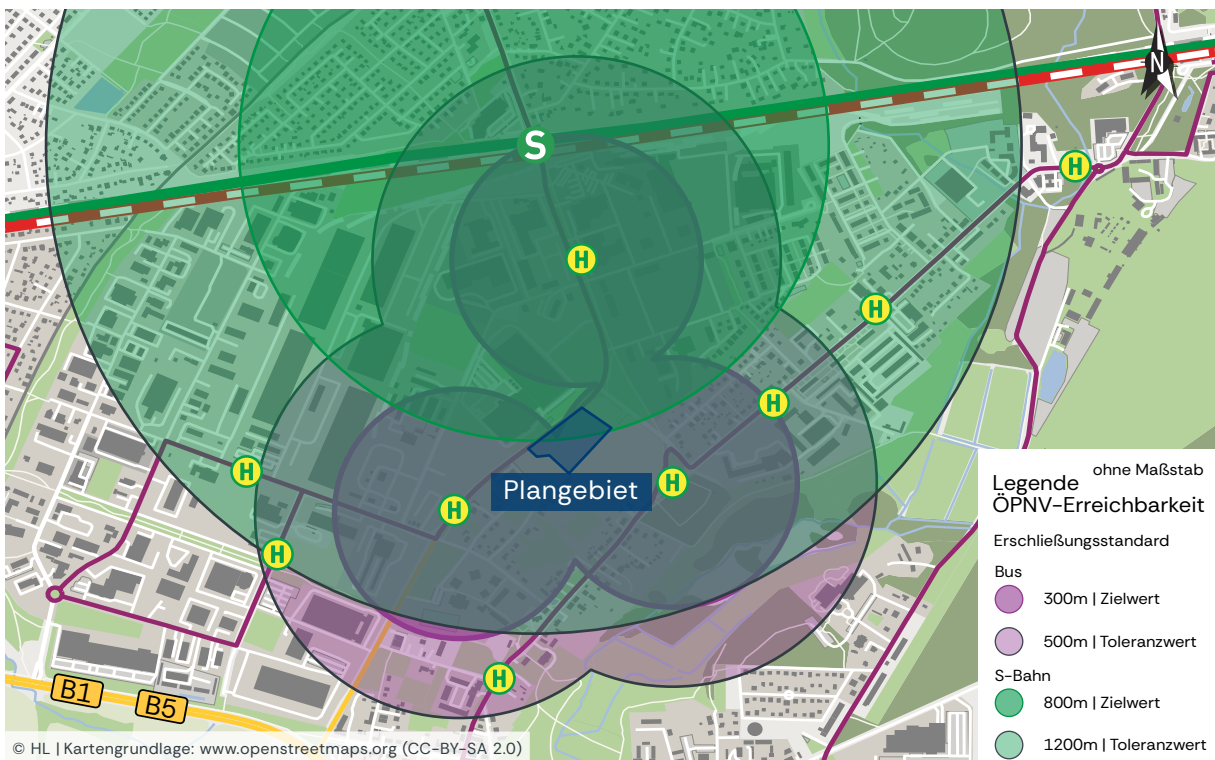 N
S
H
H
H
H
H
H
H
H
Plangebiet
H
B1
B5
© HL | Kartengrundlage: www.openstreetmaps.org (CC-BY-SA 2.0)
ohne Maßstab
Legende
ÖPNV-Erreichbarkeit
Erschließungsstandard
Bus
300m | Zielwert
500m | Toleranzwert
S-Bahn
800m | Zielwert
1200m | Toleranzwert